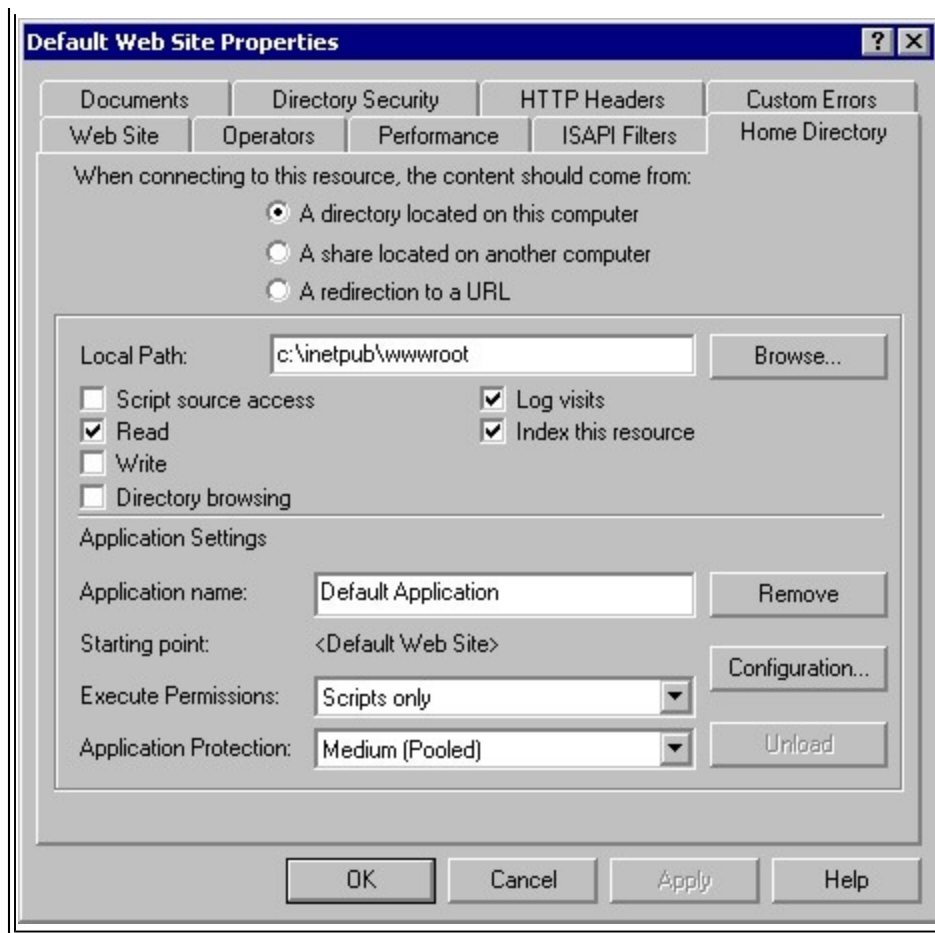 Default Web Site Properties
Documents Directory Security HTTP Headers Custom Errors
Web Site Operators Performance ISAPI Filters Home Directory
When connecting to this resource, the content should come from:
A directory located on this computer
A share located on another computer
A redirection to a URL
Local Path: c:\inetpub\wwwroot Browse...
Script source access Log visits
Read Index this resource
Write
Directory browsing
Application Settings
Application name: Default Application Remove
Starting point: <Default Web Site>
Configuration...
Execute Permissions: Scripts only
Application Protection: Medium (Pooled) Unload
OK Cancel Apply Help